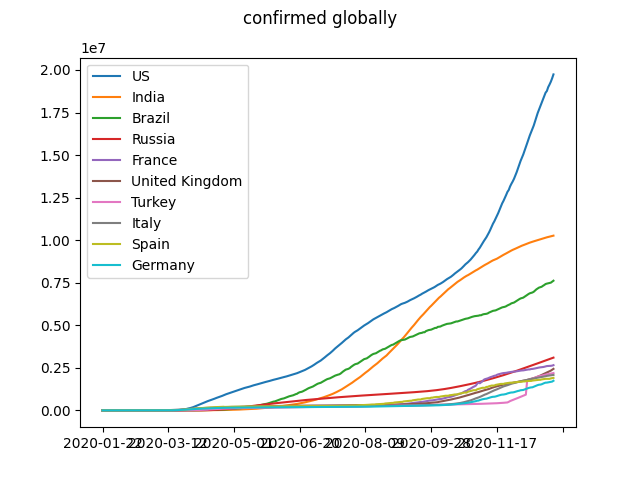 confirmed globally
1e7
2.00
1.75
1.50
1.25
1.00
0.75
0.50
0.25
0.00
US
India
Brazil
Russia
France
United Kingdom
Turkey
Italy
Spain
Germany
2020-01-22 2020-03-12 2020-05-01 2020-06-20 2020-08-09 2020-09-28 2020-11-17